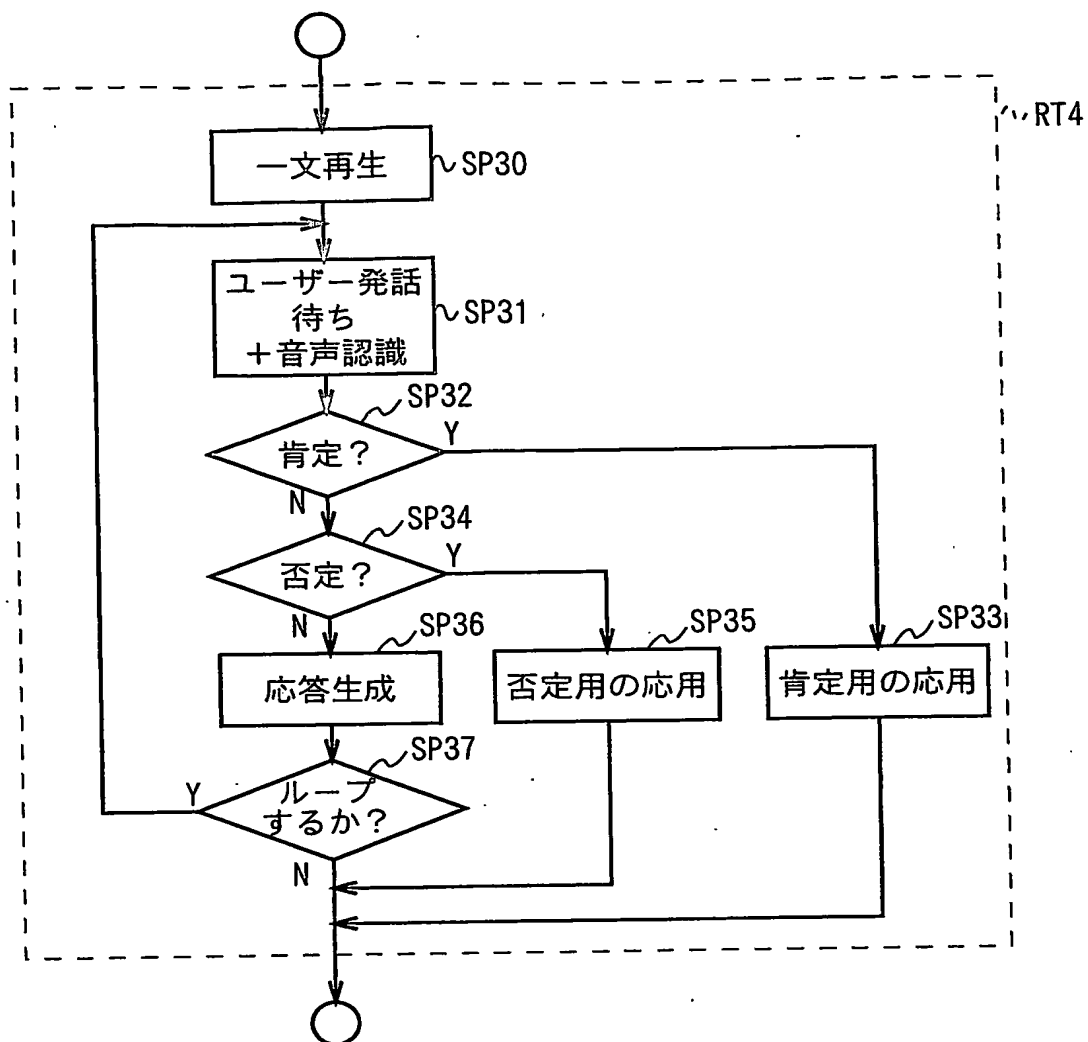 RT4
一文再生
SP30
ユーザー発話
待ち
＋音声認識
SP31
SP32
肯定？
Y
N
SP34
否定？
Y
N
SP36
応答生成
SP35
否定用の応用
SP33
肯定用の応用
SP37
ループ
するか？
Y
N